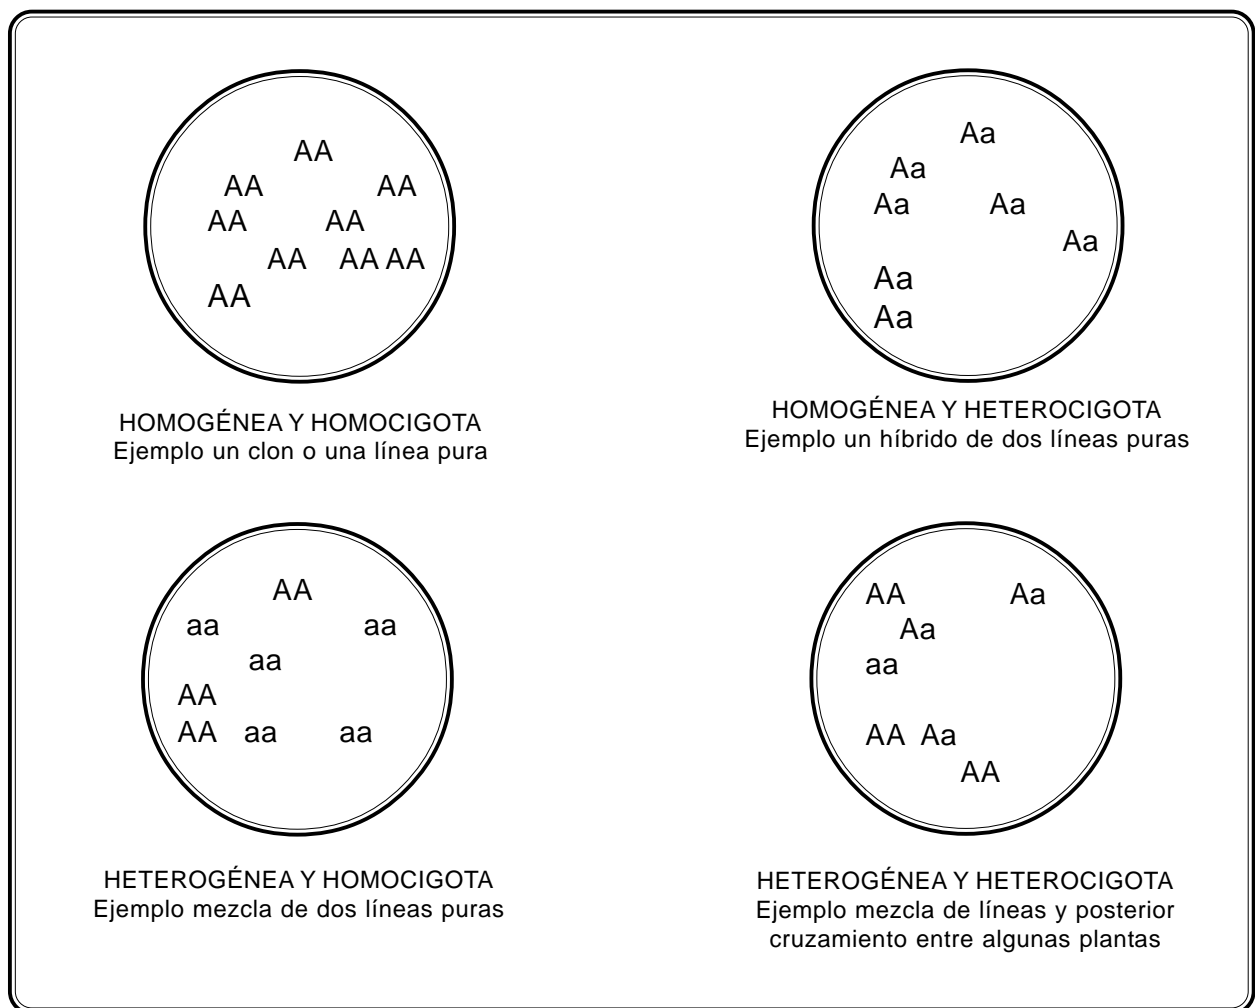 AA
AA AA
AA AA
AA AA AA
AA
HOMOGÉNEA Y HOMOCIGOTA
Ejemplo un clon o una línea pura
Aa
Aa
Aa Aa
Aa
Aa
Aa
HOMOGÉNEA Y HETEROCIGOTA
Ejemplo un híbrido de dos líneas puras
AA
aa aa
aa
AA
AA aa aa
HETEROGÉNEA Y HOMOCIGOTA
Ejemplo mezcla de dos líneas puras
AA Aa
Aa
aa
AA Aa
AA
HETEROGÉNEA Y HETEROCIGOTA
Ejemplo mezcla de líneas y posterior
cruzamiento entre algunas plantas